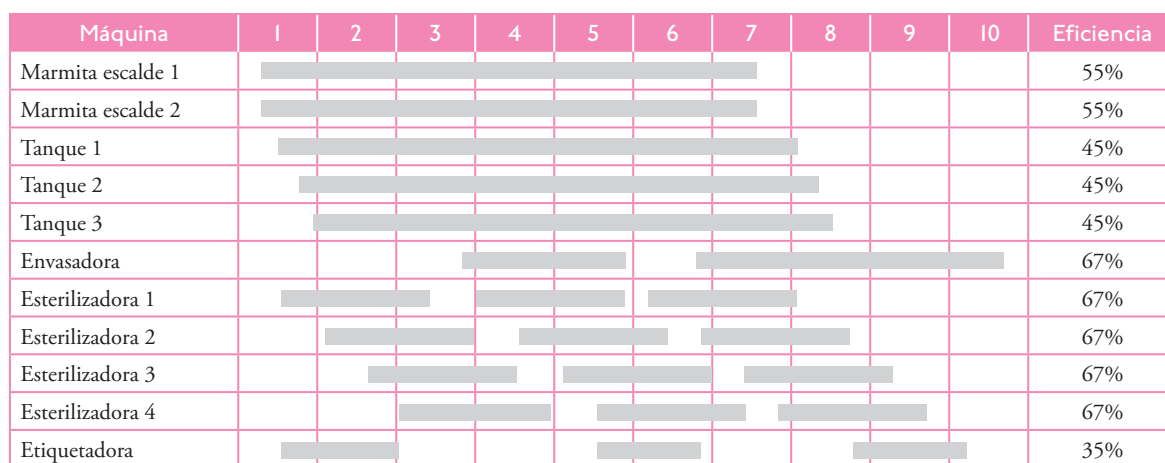 Máquina 1 2 3 4 5 6 7 8 9 10 Eficiencia
Marmita escalde 1 55%
Marmita escalde 2 55%
Tanque 1 45%
Tanque 2 45%
Tanque 3 45%
Envasadora 67%
Esterilizadora 1 67%
Esterilizadora 2 67%
Esterilizadora 3 67%
Esterilizadora 4 67%
Etiquetadora 35%